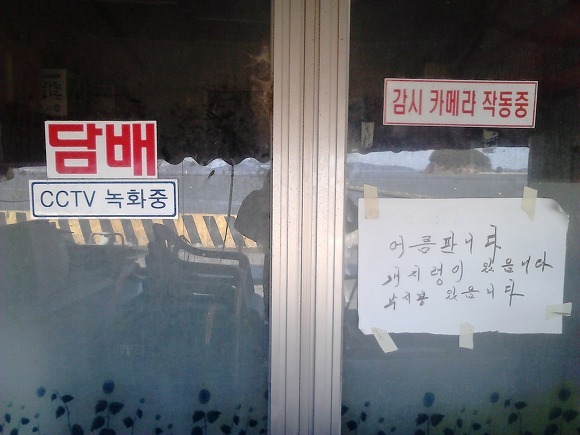 담배
CCTV 녹화중
감시 카메라 작동중
어름판니다
개지렁이 있읍니다
있읍니다